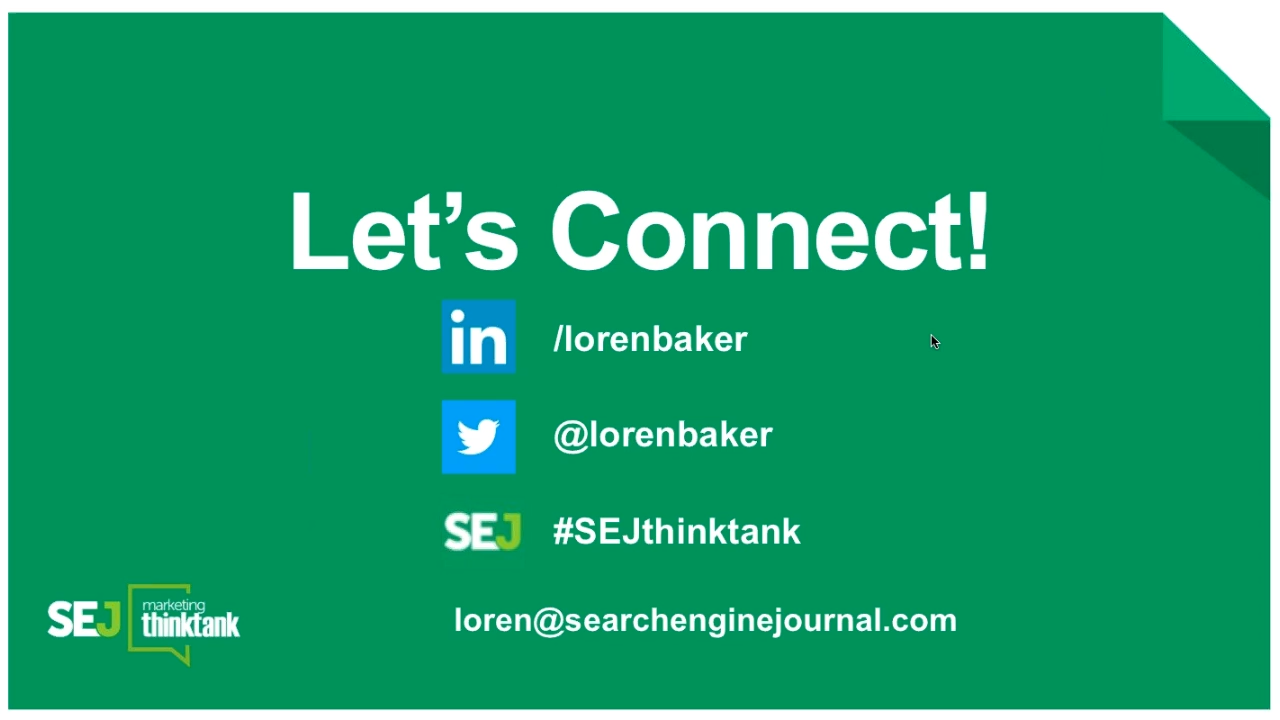 Let’s Connect!
in
/lorenbaker
@lorenbaker
SEJ
#SEJthinktank
SEJ
marketing
thinktank
loren@searchenginejournal.com